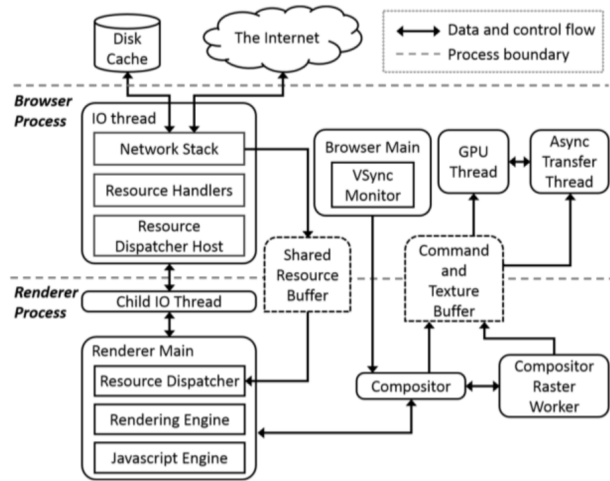 Disk
Cache
The Internet
Data and control flow
Process boundary
Browser
Process
IO thread
Network Stack
Resource Handlers
Resource
Dispatcher Host
Browser Main
VSync
Monitor
GPU
Thread
Async
Transfer
Thread
Shared
Resource
Buffer
Command
and
Texture
Buffer
Renderer
Process
Child IO Thread
Renderer Main
Resource Dispatcher
Rendering Engine
Javascript Engine
Compositor
Compositor
Raster
Worker